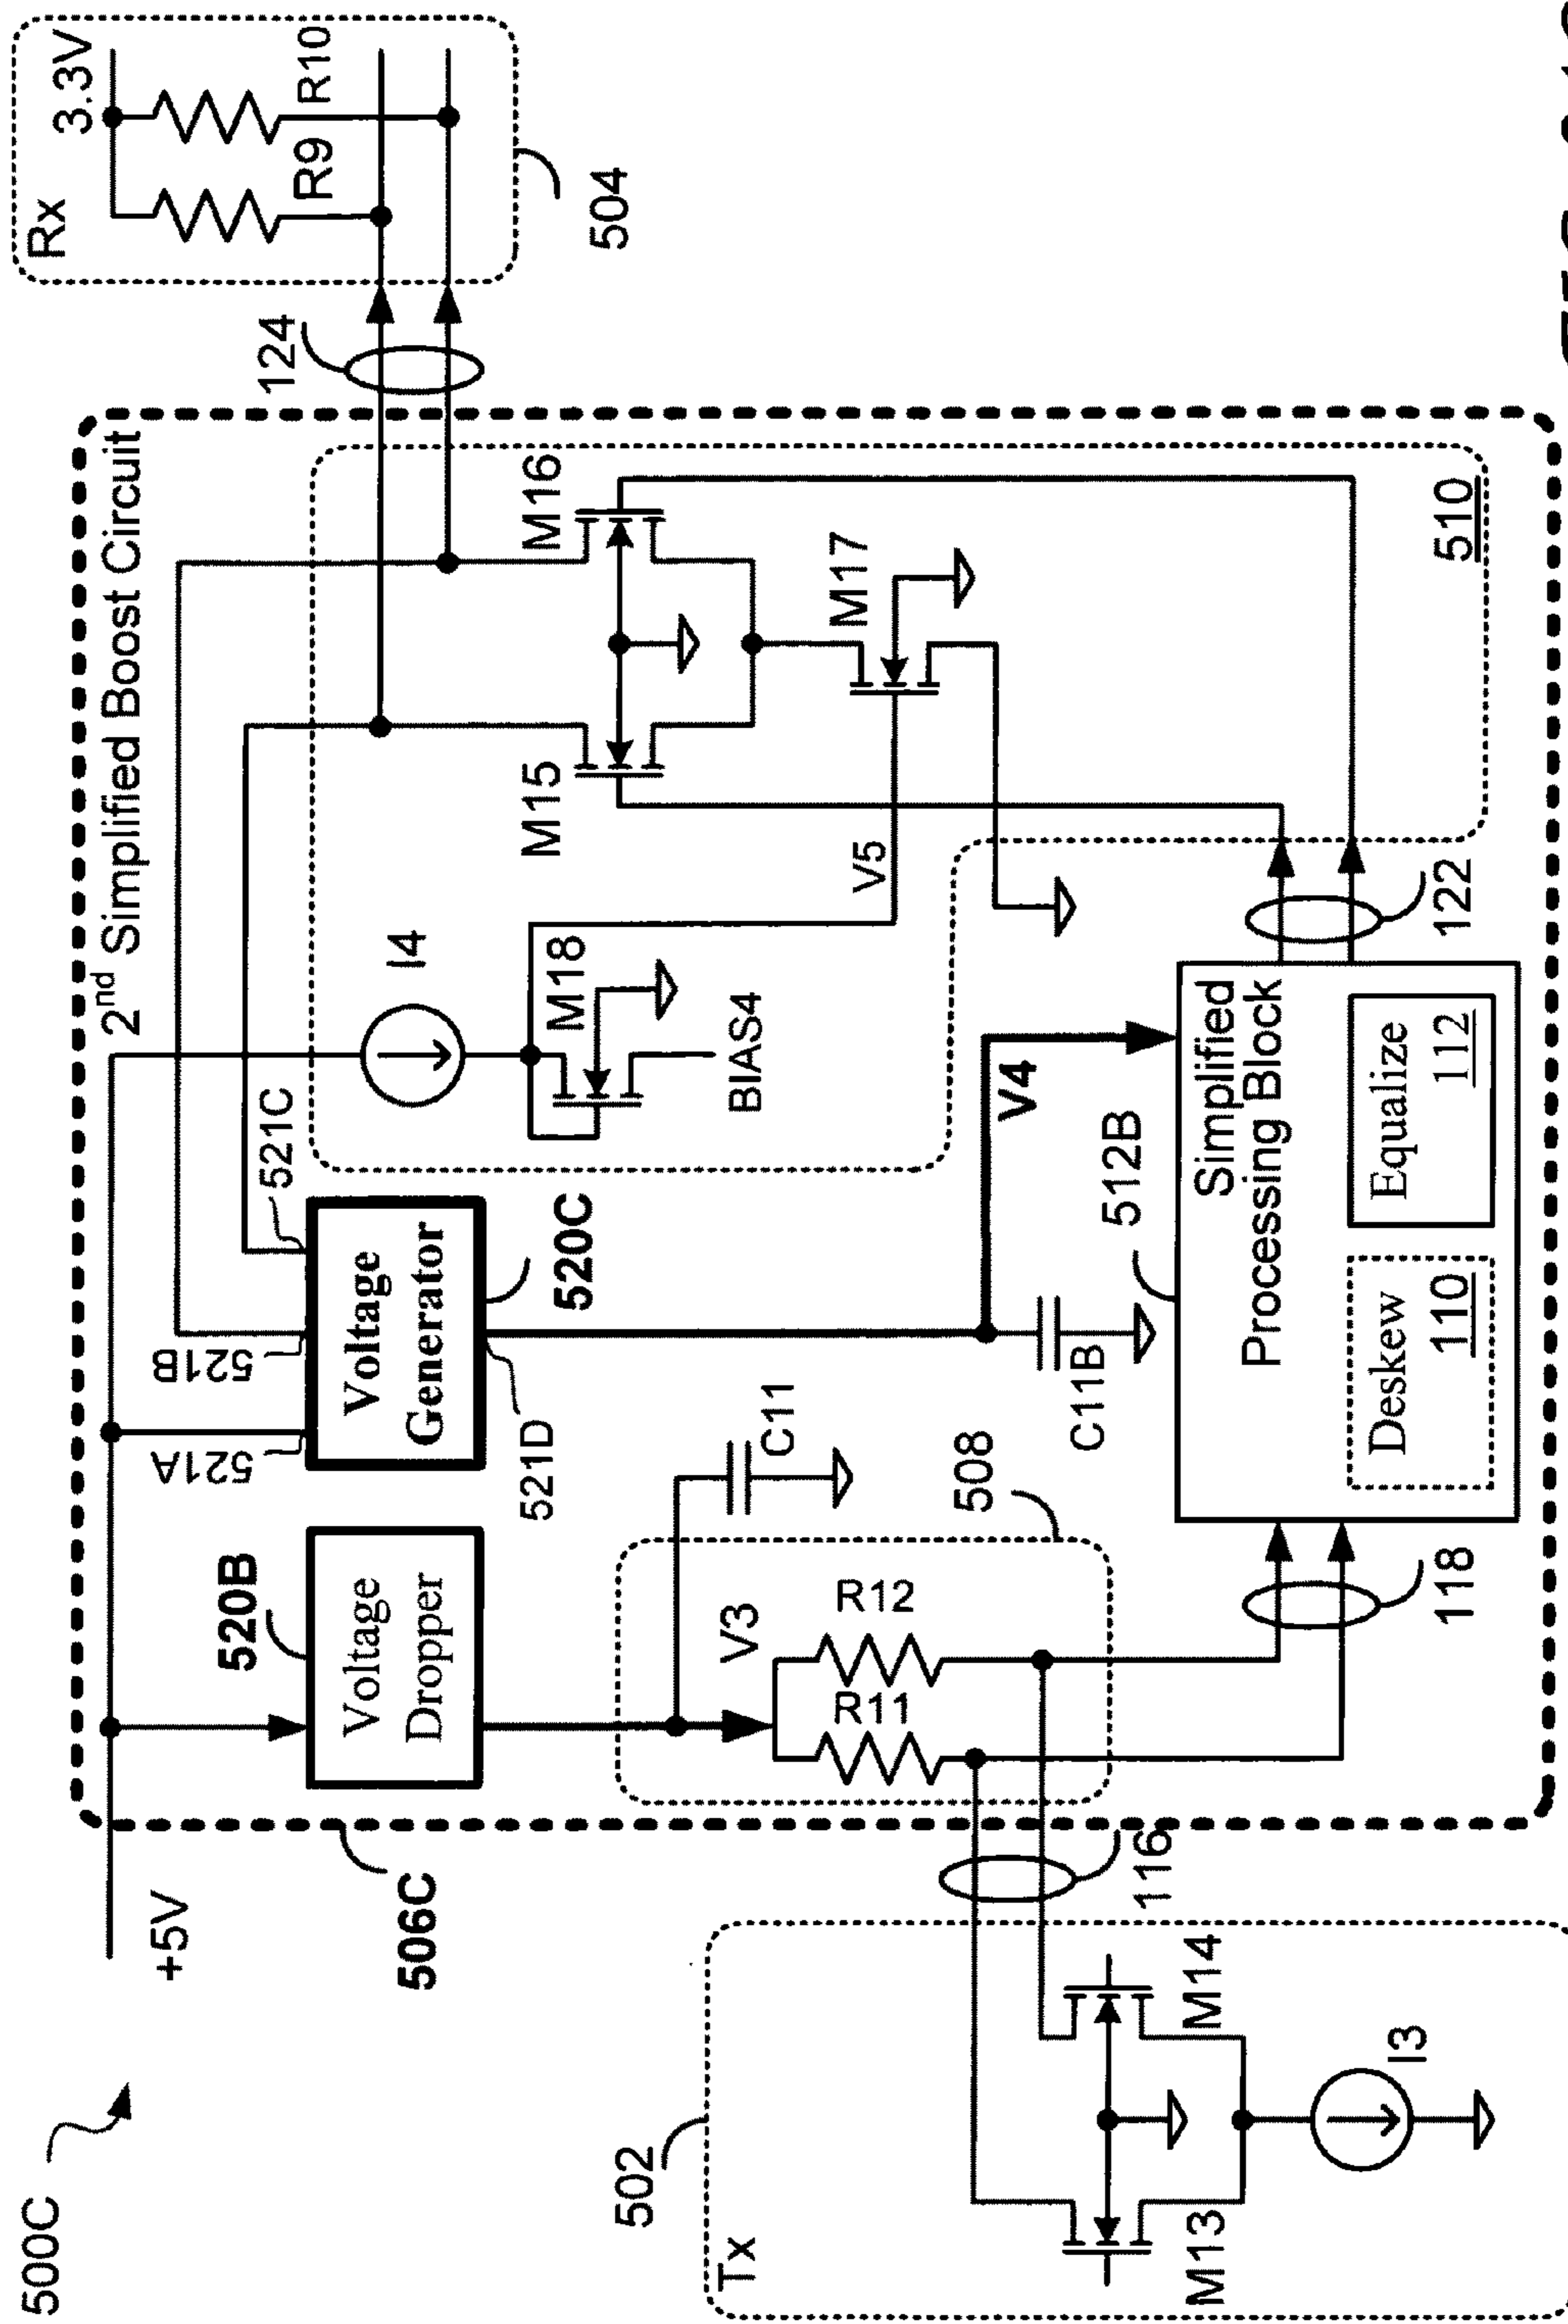 500C
+5V
506C
2nd Simplified Boost Circuit
520B
Voltage
Dropper
521A
521B
521C
Voltage
Generator
520C
521D
I4
M18
BIAS4
M15
M16
V5
M17
510
124
Rx
3.3V
R9
R10
504
C11
508
V3
R11
R12
C11B
V4
512B
Simplified
Processing Block
Deskew
110
Equalize
112
118
122
116
502
Tx
M13
M14
I3